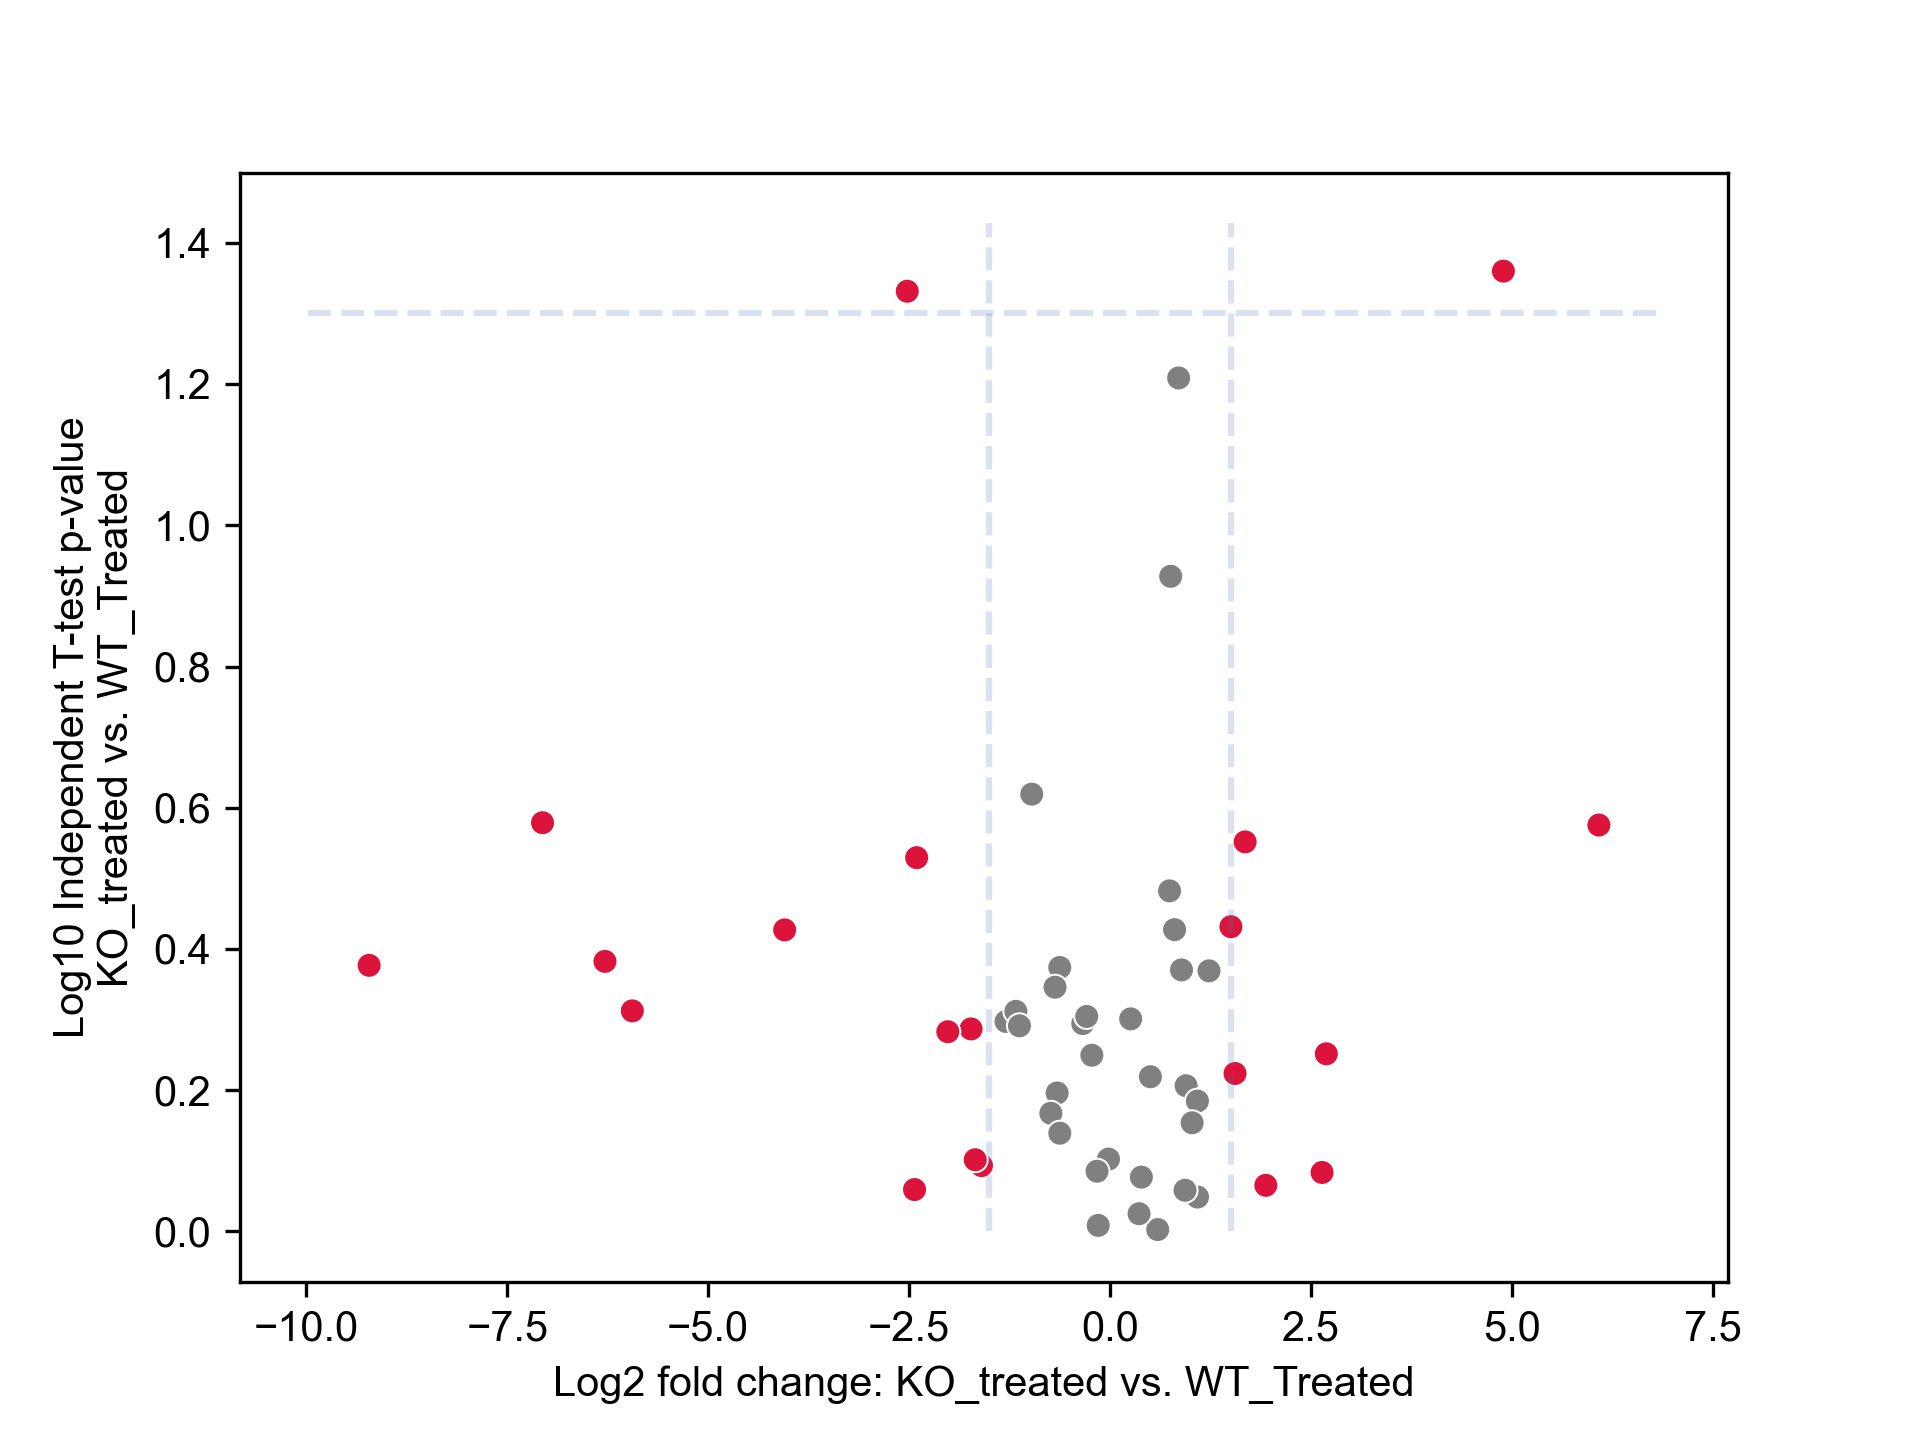 1.4
1.2
1.0
0.8
0.6
0.4
0.2
0.0
Log10 Independent T-test p-value
KO_treated vs. WT_Treated
−10.0 −7.5 −5.0 −2.5 0.0 2.5 5.0 7.5
Log2 fold change: KO_treated vs. WT_Treated